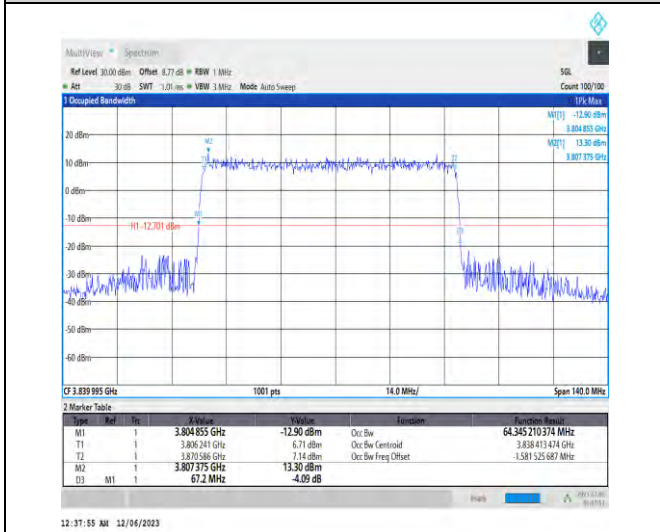 MultiView Spectrum
Ref Level 30.00 dBm Offset 8.77 dB RBW 1 MHz SGL
Att 30 dB SWT 1.01 ms VBW 3 MHz Mode Auto Sweep Count 100/100
1 Occupied Bandwidth 1Pk Max
M1[1] -12.90 dBm
3.804 855 GHz
20 dBm M2 M2[1] 13.30 dBm
3.807 375 GHz
10 dBm T1 T2
0 dBm
-10 dBm M1
H1 -12.701 dBm
D3
-20 dBm
-30 dBm
-40 dBm
-50 dBm
-60 dBm
CF 3.839 995 GHz 1001 pts 14.0 MHz/ Span 140.0 MHz
2 Marker Table
Type Ref Trc X-Value Y-Value Function Function Result
M1 1 3.804 855 GHz -12.90 dBm Occ Bw 64.345 210 374 MHz
T1 1 3.806 241 GHz 6.71 dBm Occ Bw Centroid 3.838 413 474 GHz
T2 1 3.870 586 GHz 7.14 dBm Occ Bw Freq Offset -1.581 525 687 MHz
M2 1 3.807 375 GHz 13.30 dBm
D3 M1 1 67.2 MHz -4.09 dB
12:37:55 AM 12/06/2023